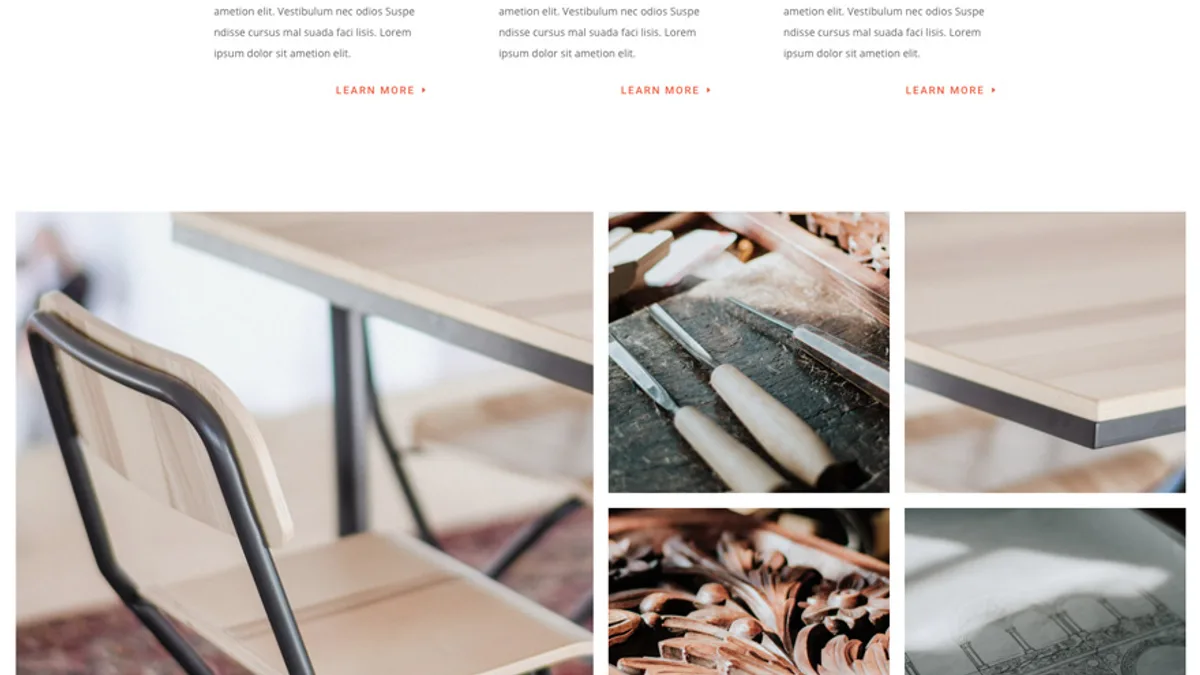 ametion elit. Vestibulum nec odios Suspe
ndisse cursus mal suada faci lisis. Lorem
ipsum dolor sit ametion elit.
LEARN MORE
ametion elit. Vestibulum nec odios Suspe
ndisse cursus mal suada faci lisis. Lorem
ipsum dolor sit ametion elit.
LEARN MORE
ametion elit. Vestibulum nec odios Suspe
ndisse cursus mal suada faci lisis. Lorem
ipsum dolor sit ametion elit.
LEARN MORE